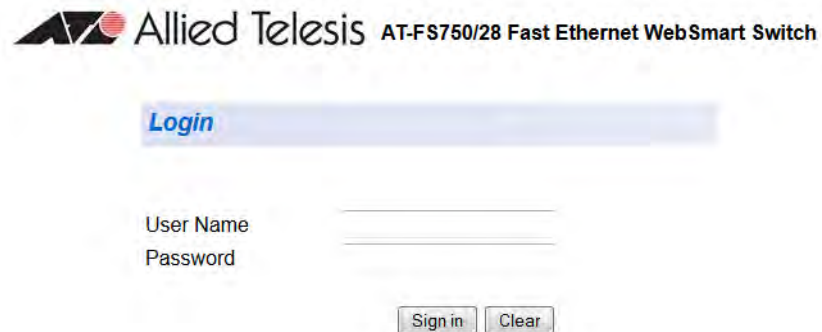 Allied Telesis AT-FS750/28 Fast Ethernet WebSmart Switch
Login
User Name
Password
Sign in Clear